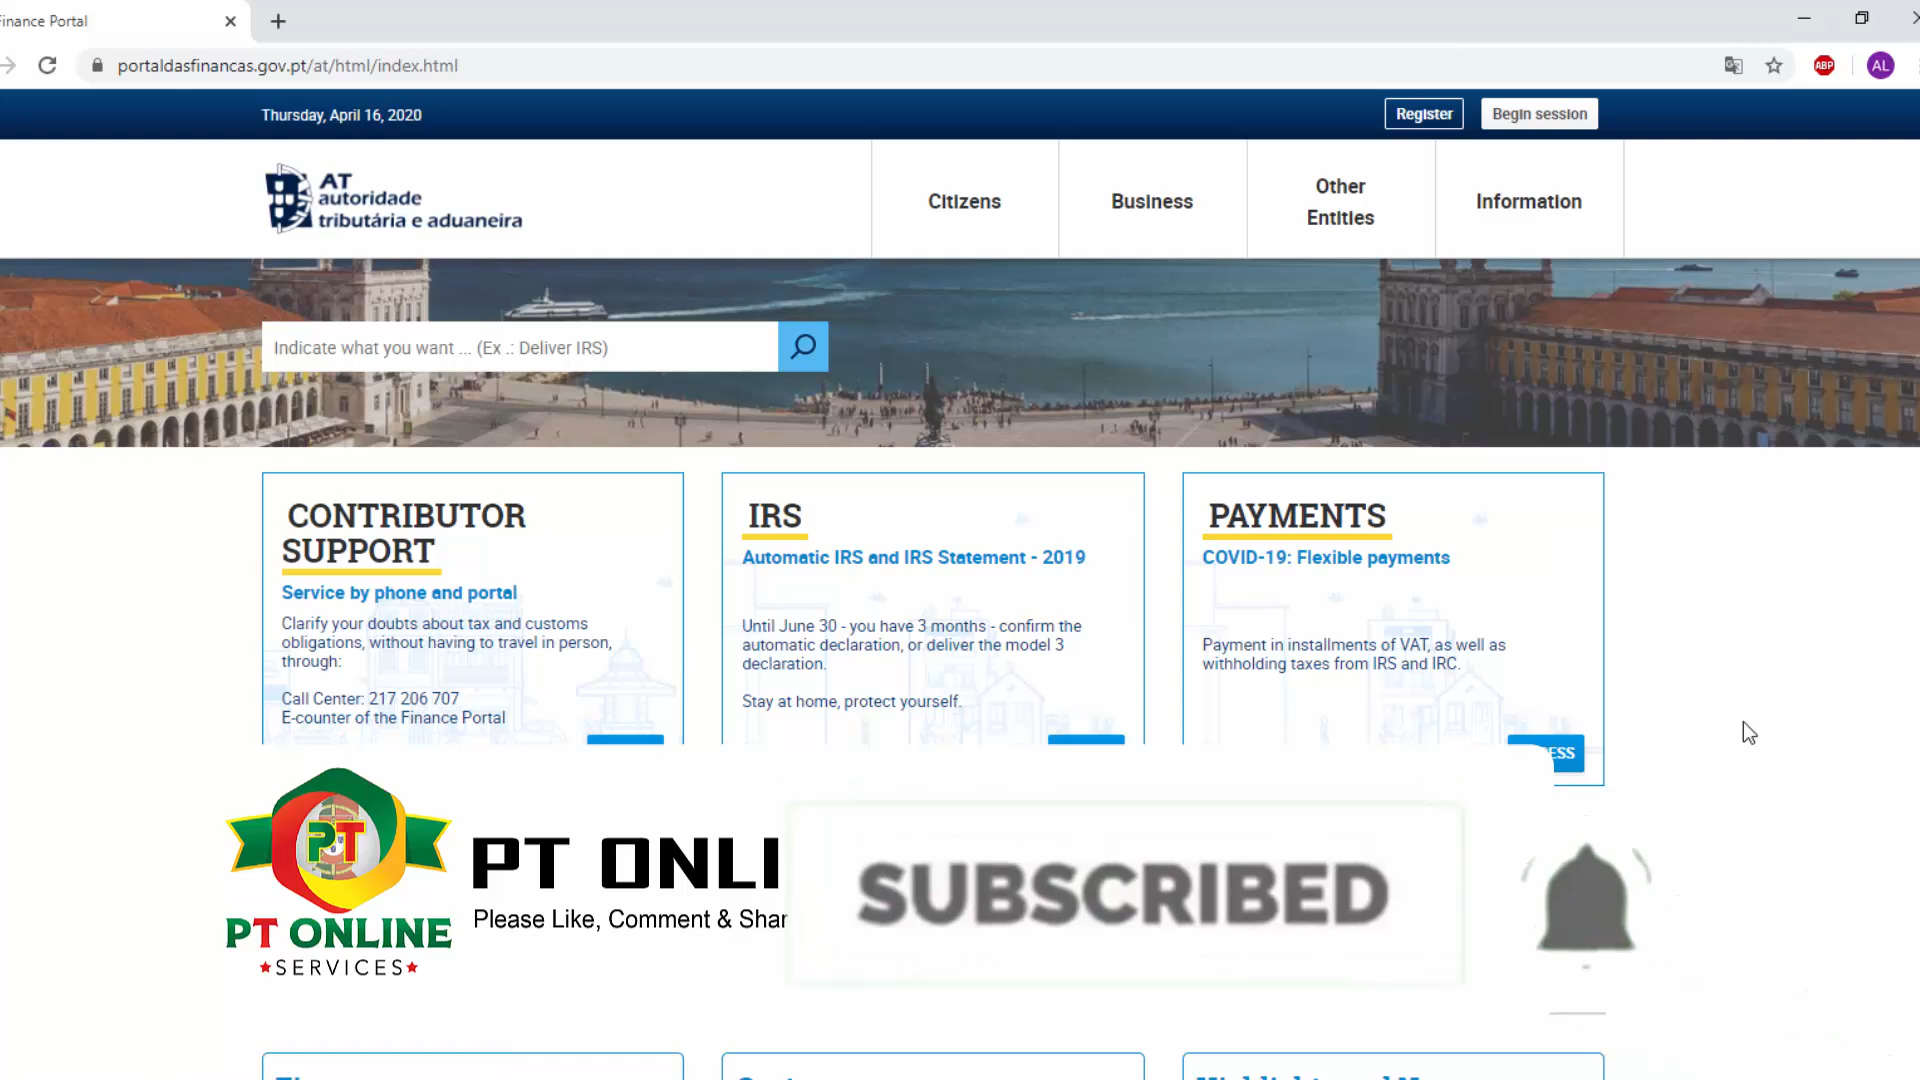 Finance Portal
portaldasfinancas.gov.pt/at/html/index.html
ABP
AL
Thursday, April 16, 2020
Register
Begin session
AT
autoridade
tributária e aduaneira
Citizens
Business
Other
Entities
Information
Indicate what you want ... (Ex .: Deliver IRS)
CONTRIBUTOR
SUPPORT
Service by phone and portal
Clarify your doubts about tax and customs
obligations, without having to travel in person,
through:
Call Center: 217 206 707
E-counter of the Finance Portal
IRS
Automatic IRS and IRS Statement - 2019
Until June 30 - you have 3 months - confirm the
automatic declaration, or deliver the model 3
declaration.
Stay at home, protect yourself.
PAYMENTS
COVID-19: Flexible payments
Payment in installments of VAT, as well as
withholding taxes from IRS and IRC.
ESS
PT
PT ONLINE
SERVICES
PT ONLI
Please Like, Comment & Shar
SUBSCRIBED